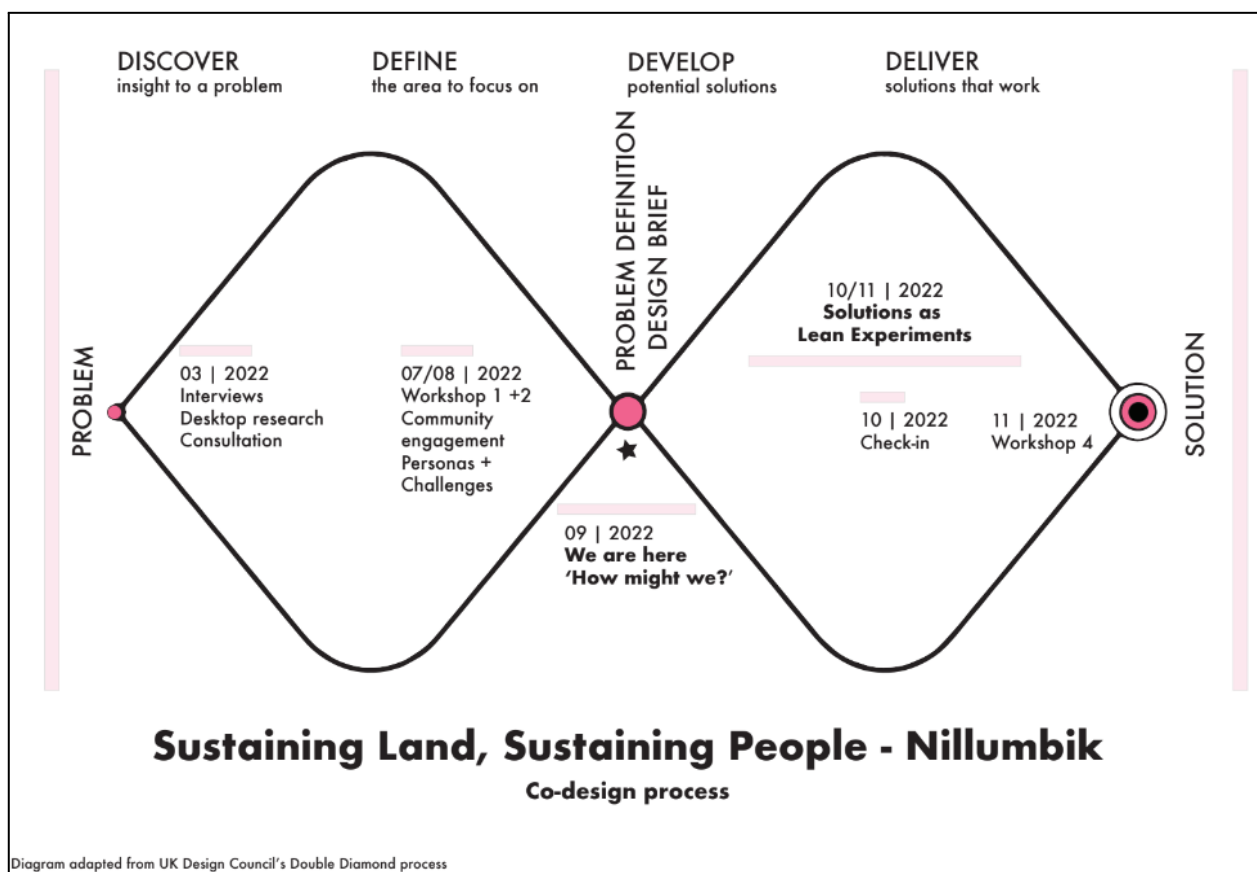 DISCOVER
insight to a problem
DEFINE
the area to focus on
DEVELOP
potential solutions
DELIVER
solutions that work
PROBLEM
03 | 2022
Interviews
Desktop research
Consultation
07/08 | 2022
Workshop 1 +2
Community
engagement
Personas +
Challenges
PROBLEM DEFINITION
DESIGN BRIEF
09 | 2022
We are here
‘How might we?’
10/11 | 2022
Solutions as
Lean Experiments
10 | 2022
Check-in
11 | 2022
Workshop 4
SOLUTION
Sustaining Land, Sustaining People - Nillumbik
Co-design process
Diagram adapted from UK Design Council’s Double Diamond process